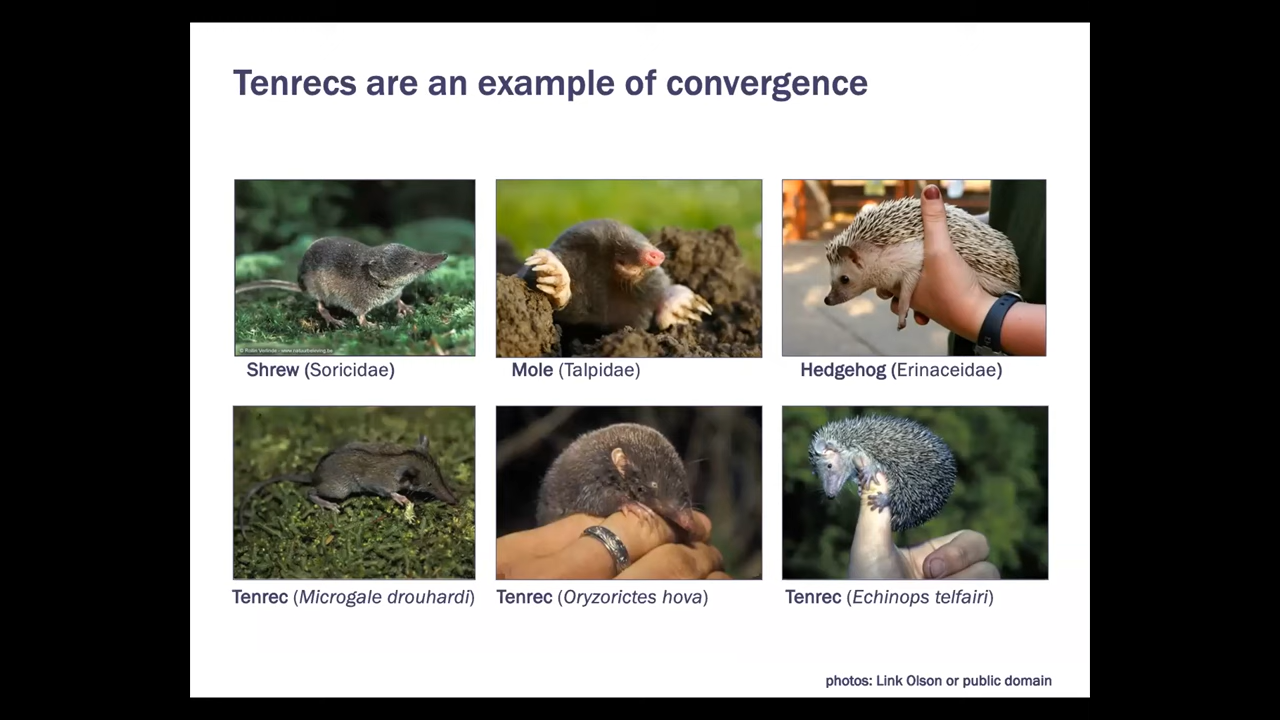 Tenrecs are an example of convergence
Shrew (Soricidae)
Mole (Talpidae)
Hedgehog (Erinaceidae)
Tenrec (Microgale drouhardi)
Tenrec (Oryzorictes hova)
Tenrec (Echinops telfairi)
photos: Link Olson or public domain